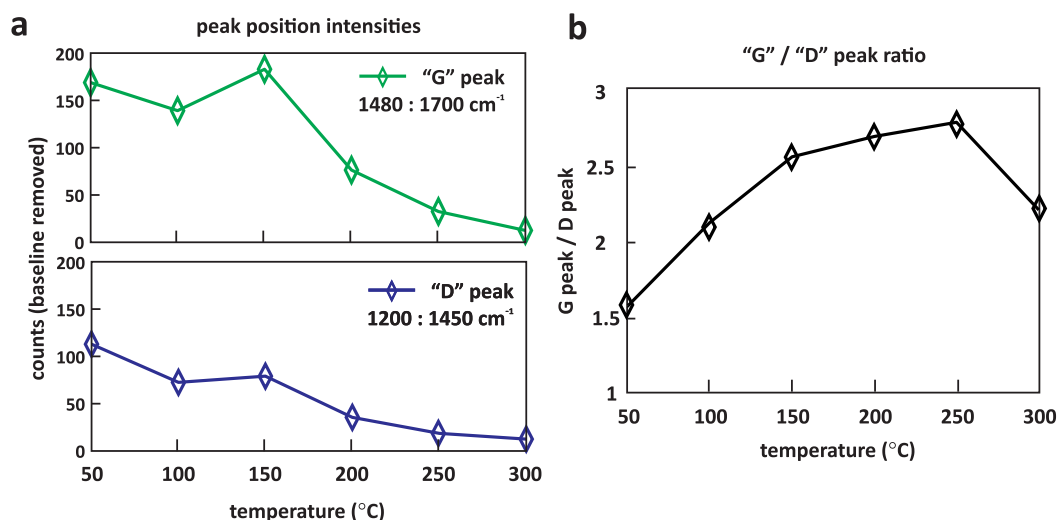 a
peak position intensities
200
150
100
50
0
"G" peak
1480 : 1700 cm⁻¹
200
150
100
50
0
"D" peak
1200 : 1450 cm⁻¹
counts (baseline removed)
50 100 150 200 250 300
temperature (°C)
b
"G" / "D" peak ratio
3
2.5
2
1.5
1
G peak / D peak
50 100 150 200 250 300
temperature (°C)